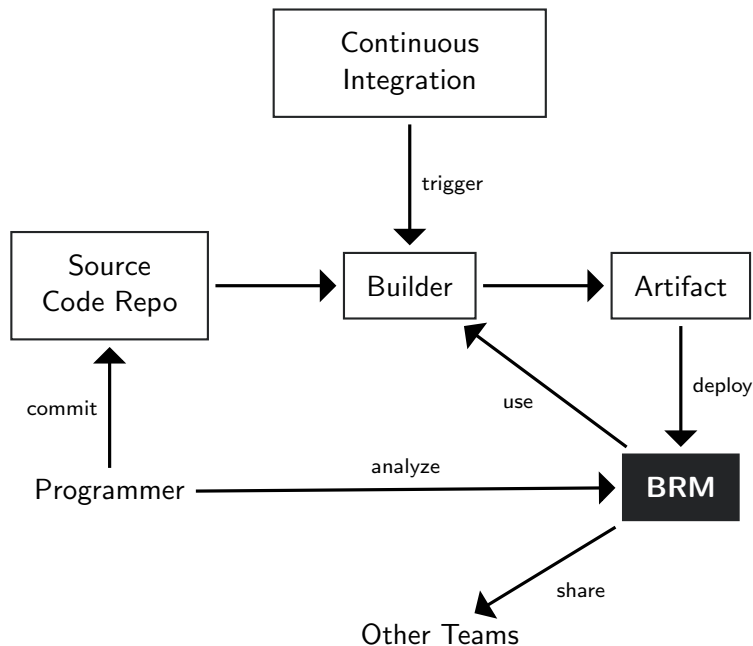 Continuous
Integration
trigger
Source
Code Repo
Builder
Artifact
commit
use
deploy
analyze
Programmer
BRM
share
Other Teams